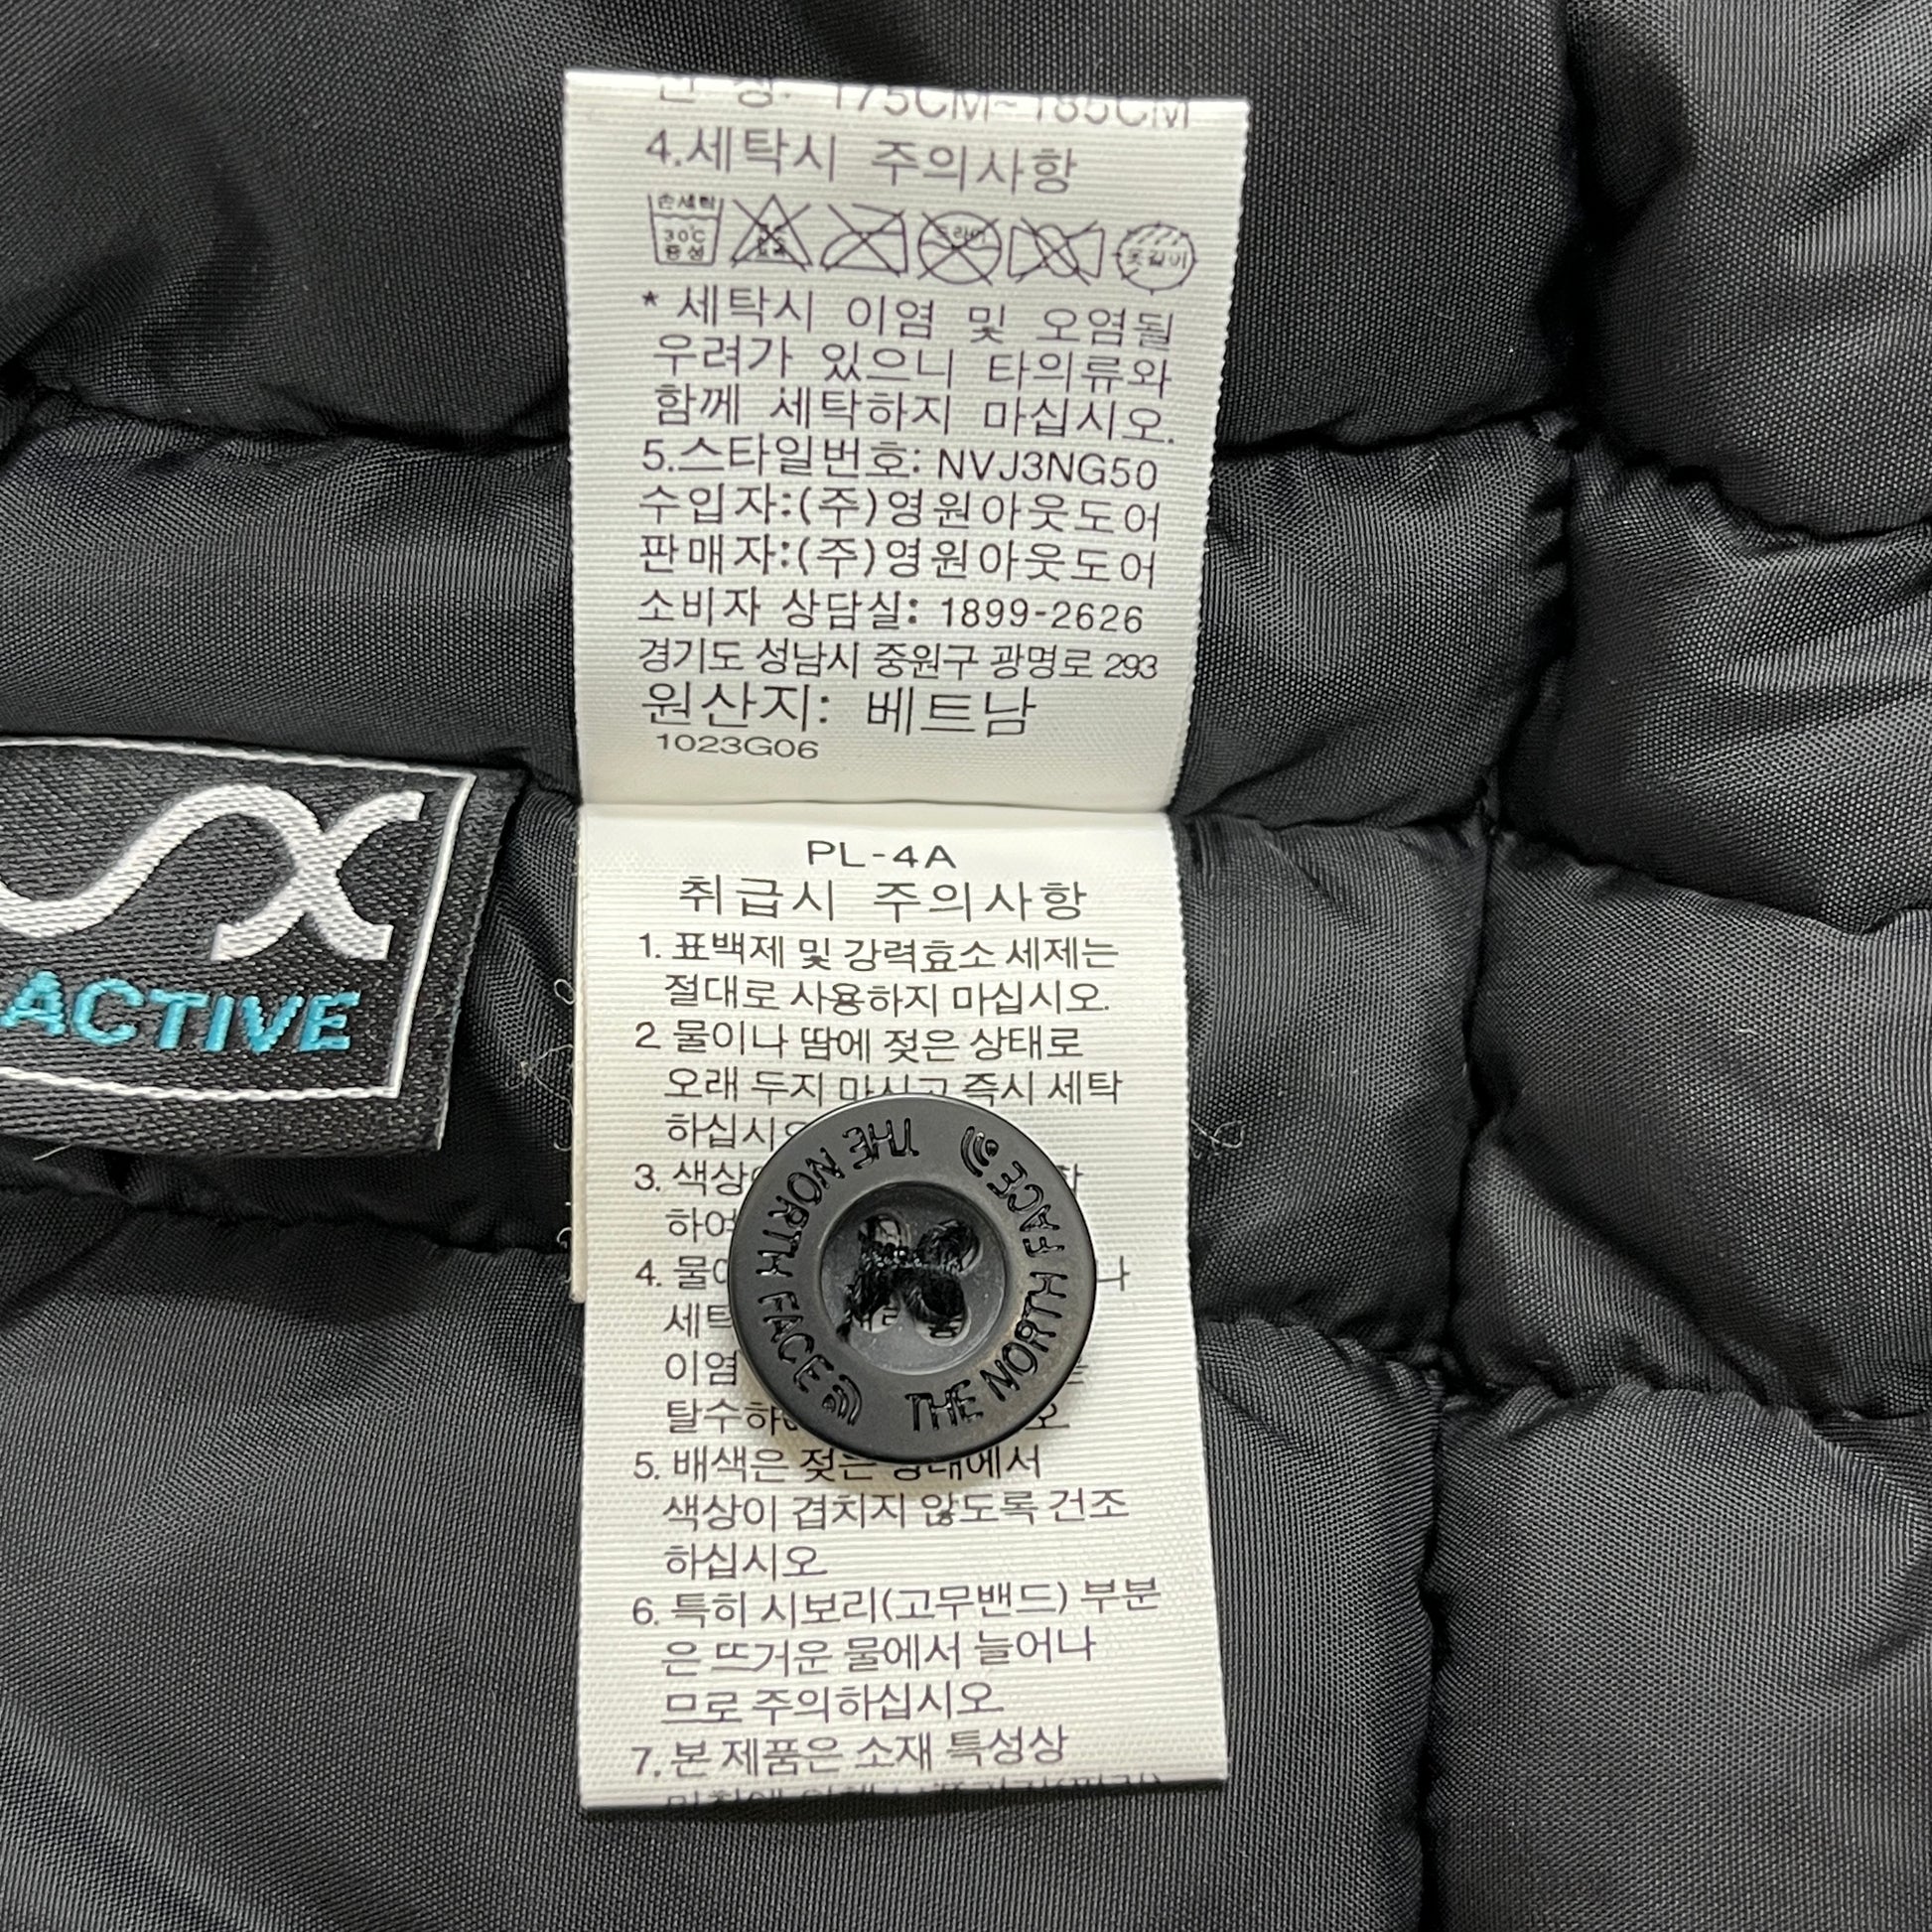 175CM~185CM
4.세탁시 주의사항
손세탁
30℃
중성
드라이
옷걸이
* 세탁시 이염 및 오염될
우려가 있으니 타의류와
함께 세탁하지 마십시오.
5.스타일번호: NVJ3NG50
수입자:(주)영원아웃도어
판매자:(주)영원아웃도어
소비자 상담실: 1899-2626
경기도 성남시 중원구 광명로 293
원산지: 베트남
1023G06
ACTIVE
PL-4A
취급시 주의사항
1. 표백제 및 강력효소 세제는
절대로 사용하지 마십시오.
2. 물이나 땀에 젖은 상태로
오래 두지 마시고 즉시 세탁
하십시오
3. 색상
하여
4.
세탁
이염
탈수하
5. 배색은 젖은 상태에서
색상이 겹치지 않도록 건조
하십시오
6. 특히 시보리(고무밴드) 부분
은 뜨거운 물에서 늘어나
므로 주의하십시오
7. 본 제품은 소재 특성상
THE NORTH FACE
THE NORTH FACE